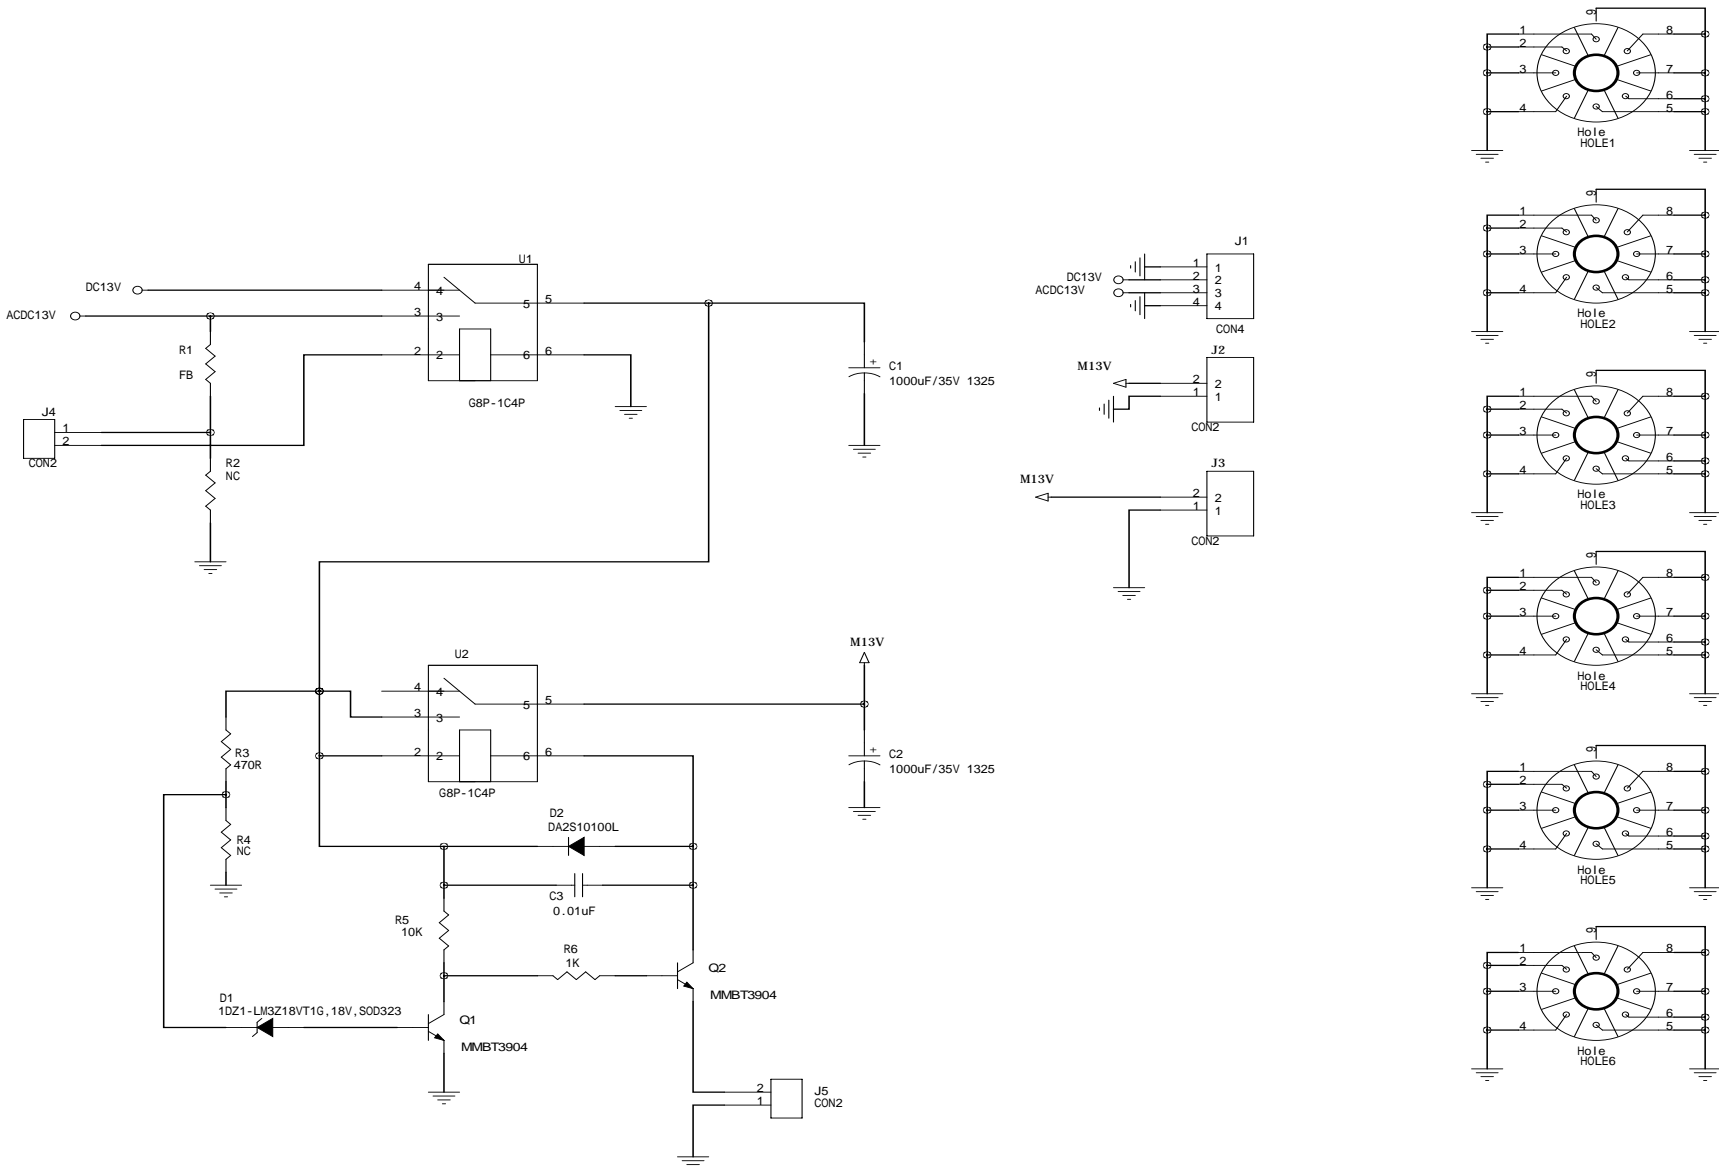 DC13V
ACDC13V
R1
FB
J4
1
2
CON2
R2
NC
U1
4 4
3 3
2 2
5 5
6 6
G8P-1C4P
+
C1
1000uF/35V 1325
J1
DC13V
ACDC13V
1 1
2 2
3 3
4 4
CON4
J2
M13V
2 2
1 1
CON2
J3
M13V
2 2
1 1
CON2
U2
4 4
3 3
2 2
5 5
6 6
G8P-1C4P
M13V
+
C2
1000uF/35V 1325
R3
470R
R4
NC
D2
DA2S10100L
C3
0.01uF
R5
10K
R6
1K
Q2
MMBT3904
D1
1DZ1-LM3Z18VT1G,18V,SOD323
Q1
MMBT3904
2
1
J5
CON2
9
1 8
2
3 7
6
4 5
Hole
HOLE1
9
1 8
2
3 7
6
4 5
Hole
HOLE2
9
1 8
2
3 7
6
4 5
Hole
HOLE3
9
1 8
2
3 7
6
4 5
Hole
HOLE4
9
1 8
2
3 7
6
4 5
Hole
HOLE5
9
1 8
2
3 7
6
4 5
Hole
HOLE6